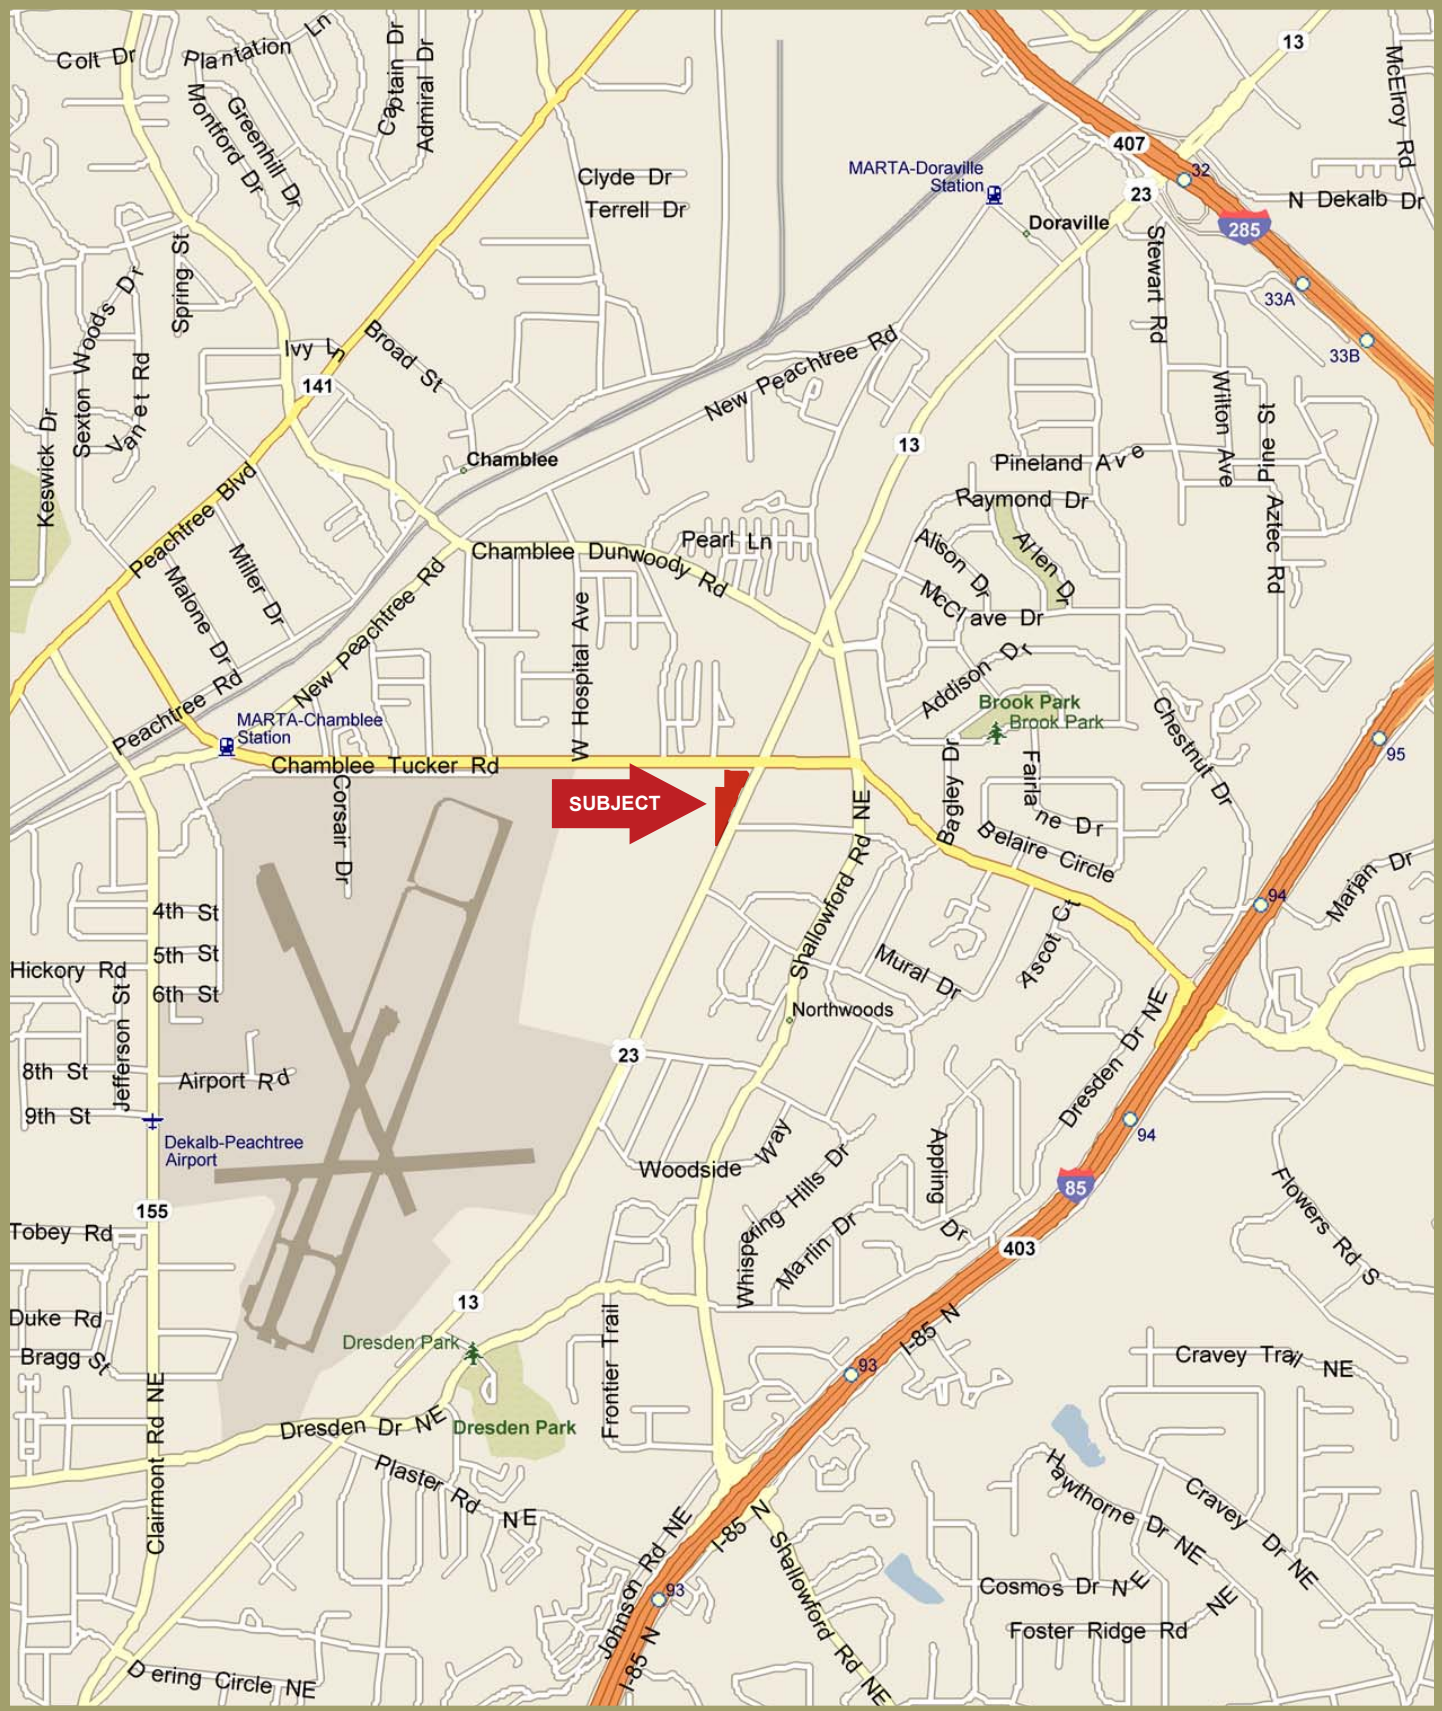 Colt Dr
Plantation Ln
Captain Dr
Admiral Dr
13
McElroy Rd
Montford Dr
Greenhill Dr
407
Clyde Dr
MARTA-Doraville
Station
32
Terrell Dr
23
N Dekalb Dr
Doraville
285
Spring St
Stewart Rd
Sexton Woods Dr
33A
Ivy Ln
Broad St
New Peachtree Rd
33B
Van et Rd
141
Wilton Ave
Pine St
Keswick Dr
13
Chamblee
Pineland Ave
Peachtree Blvd
Raymond Dr
Aztec Rd
Miller Dr
Chamblee Dunwoody Rd
Pearl Ln
Alison Dr
Arlen Dr
Malone Dr
New Peachtree Rd
W Hospital Ave
McCl ave Dr
Addison Dr
Peachtree Rd
Brook Park
Brook Park
MARTA-Chamblee
Station
Chestnut Dr
95
Chamblee Tucker Rd
Corsair Dr
SUBJECT
Bagley Dr
Fairla ne Dr
Belaire Circle
Shallowford Rd NE
Marjan Dr
94
4th St
5th St
Hickory Rd
6th St
Mural Dr
Ascot Ct
Jefferson St
Northwoods
Dresden Dr NE
23
8th St
Airport Rd
9th St
Dekalb-Peachtree
Airport
94
Woodside Way
Appling Dr
85
155
Whispering Hills Dr
Marlin Dr
Flowers Rd S
Tobey Rd
403
13
Duke Rd
Dresden Park
Frontier Trail
I-85 N
Bragg St
93
Cravey Trail NE
Clairmont Rd NE
Dresden Dr NE
Dresden Park
Plaster Rd NE
Hawthorne Dr NE
Cravey Dr NE
I-85 N
Johnson Rd NE
Shallowford Rd NE
93
Cosmos Dr NE
NE
Foster Ridge Rd
I-85 N
D ering Circle NE